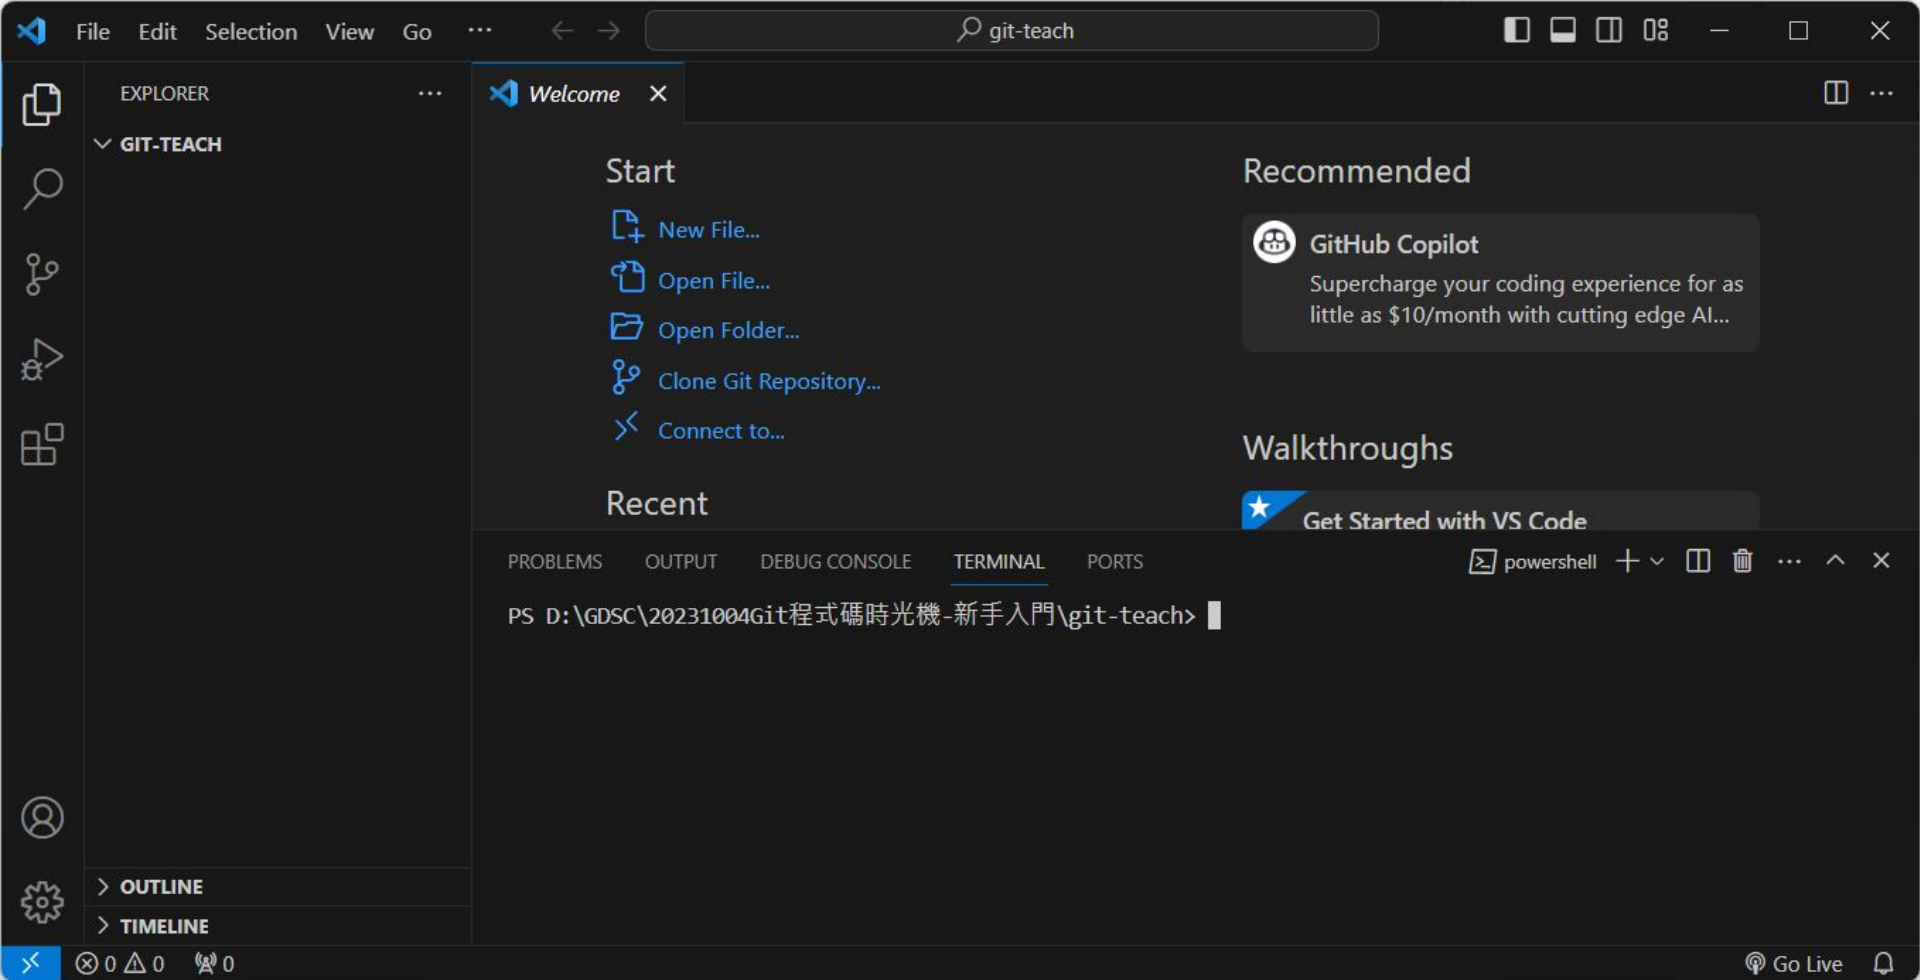 File Edit Selection View Go ··· git-teach
EXPLORER ···
GIT-TEACH
OUTLINE
TIMELINE
Welcome
Start
New File...
Open File...
Open Folder...
Clone Git Repository...
Connect to...
Recent
Recommended
GitHub Copilot
Supercharge your coding experience for as
little as $10/month with cutting edge AI...
Walkthroughs
Get Started with VS Code
PROBLEMS OUTPUT DEBUG CONSOLE TERMINAL PORTS powershell
PS D:\GDSC\20231004Git程式碼時光機-新手入門\git-teach>
0 0 0 Go Live